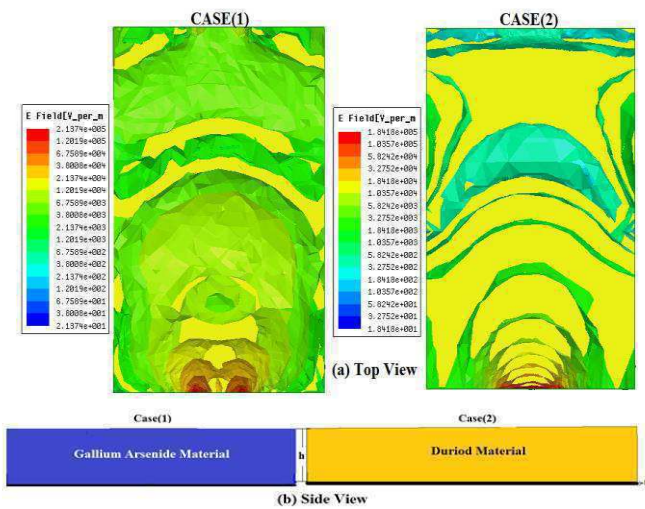 CASE(1)
CASE(2)
E Field[V_per_m
2.1374e+005
1.2019e+005
6.7589e+004
3.8008e+004
2.1374e+004
1.2019e+004
6.7589e+003
3.8008e+003
2.1374e+003
1.2019e+003
6.7589e+002
3.8008e+002
2.1374e+002
1.2019e+002
6.7589e+001
3.8008e+001
2.1374e+001
E Field[V_per_m
1.8418e+005
1.0357e+005
5.8242e+004
3.2752e+004
1.8418e+004
1.0357e+004
5.8242e+003
3.2752e+003
1.8418e+003
1.0357e+003
5.8242e+002
3.2752e+002
1.8418e+002
1.0357e+002
5.8242e+001
3.2752e+001
1.8418e+001
(a) Top View
Case(1)
Case(2)
Gallium Arsenide Material
h
Duriod Material
(b) Side View